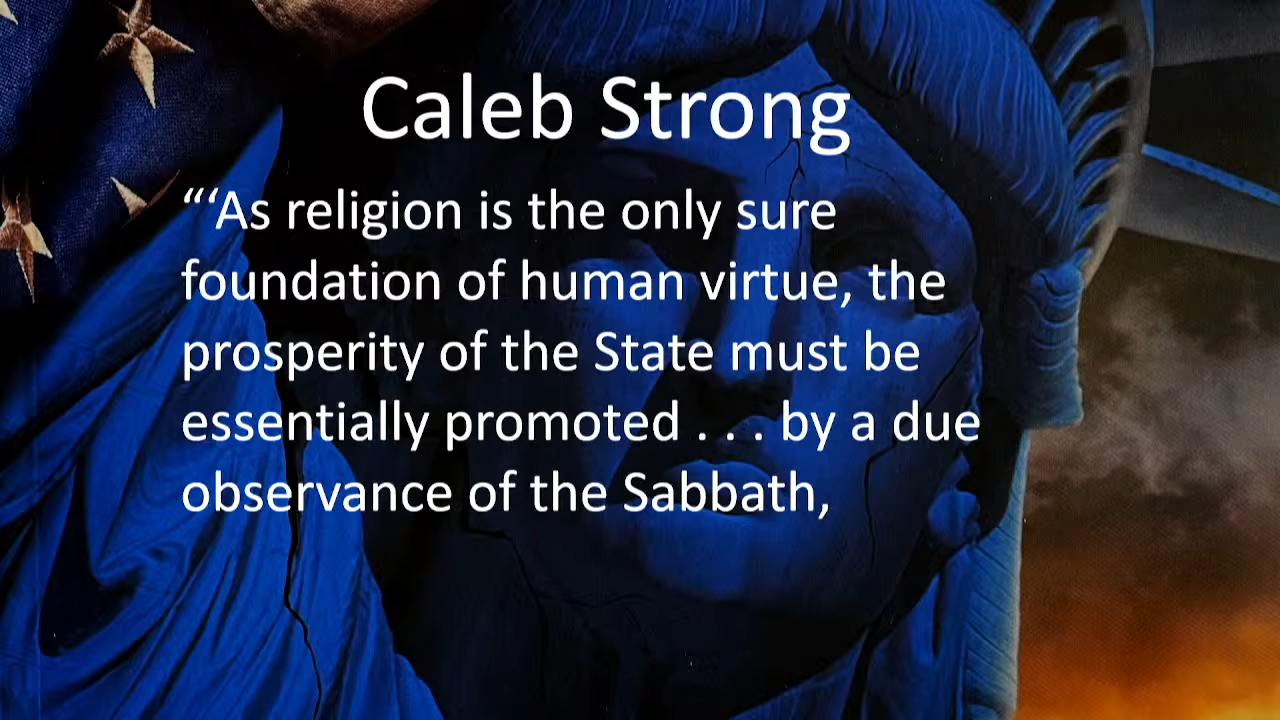 Caleb Strong
“‘As religion is the only sure
foundation of human virtue, the
prosperity of the State must be
essentially promoted . . . by a due
observance of the Sabbath,